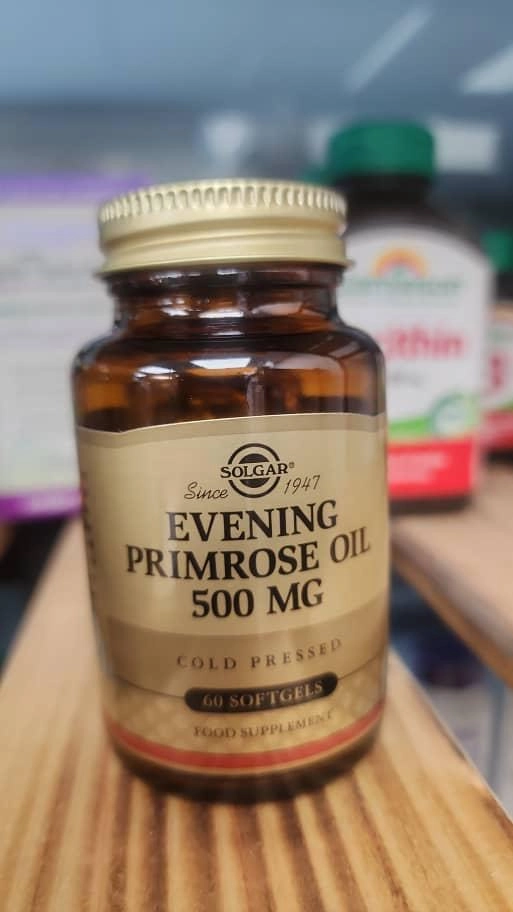 SOLGAR®
Since 1947
EVENING
PRIMROSE OIL
500 MG
COLD PRESSED
60 SOFTGELS
FOOD SUPPLEMENT